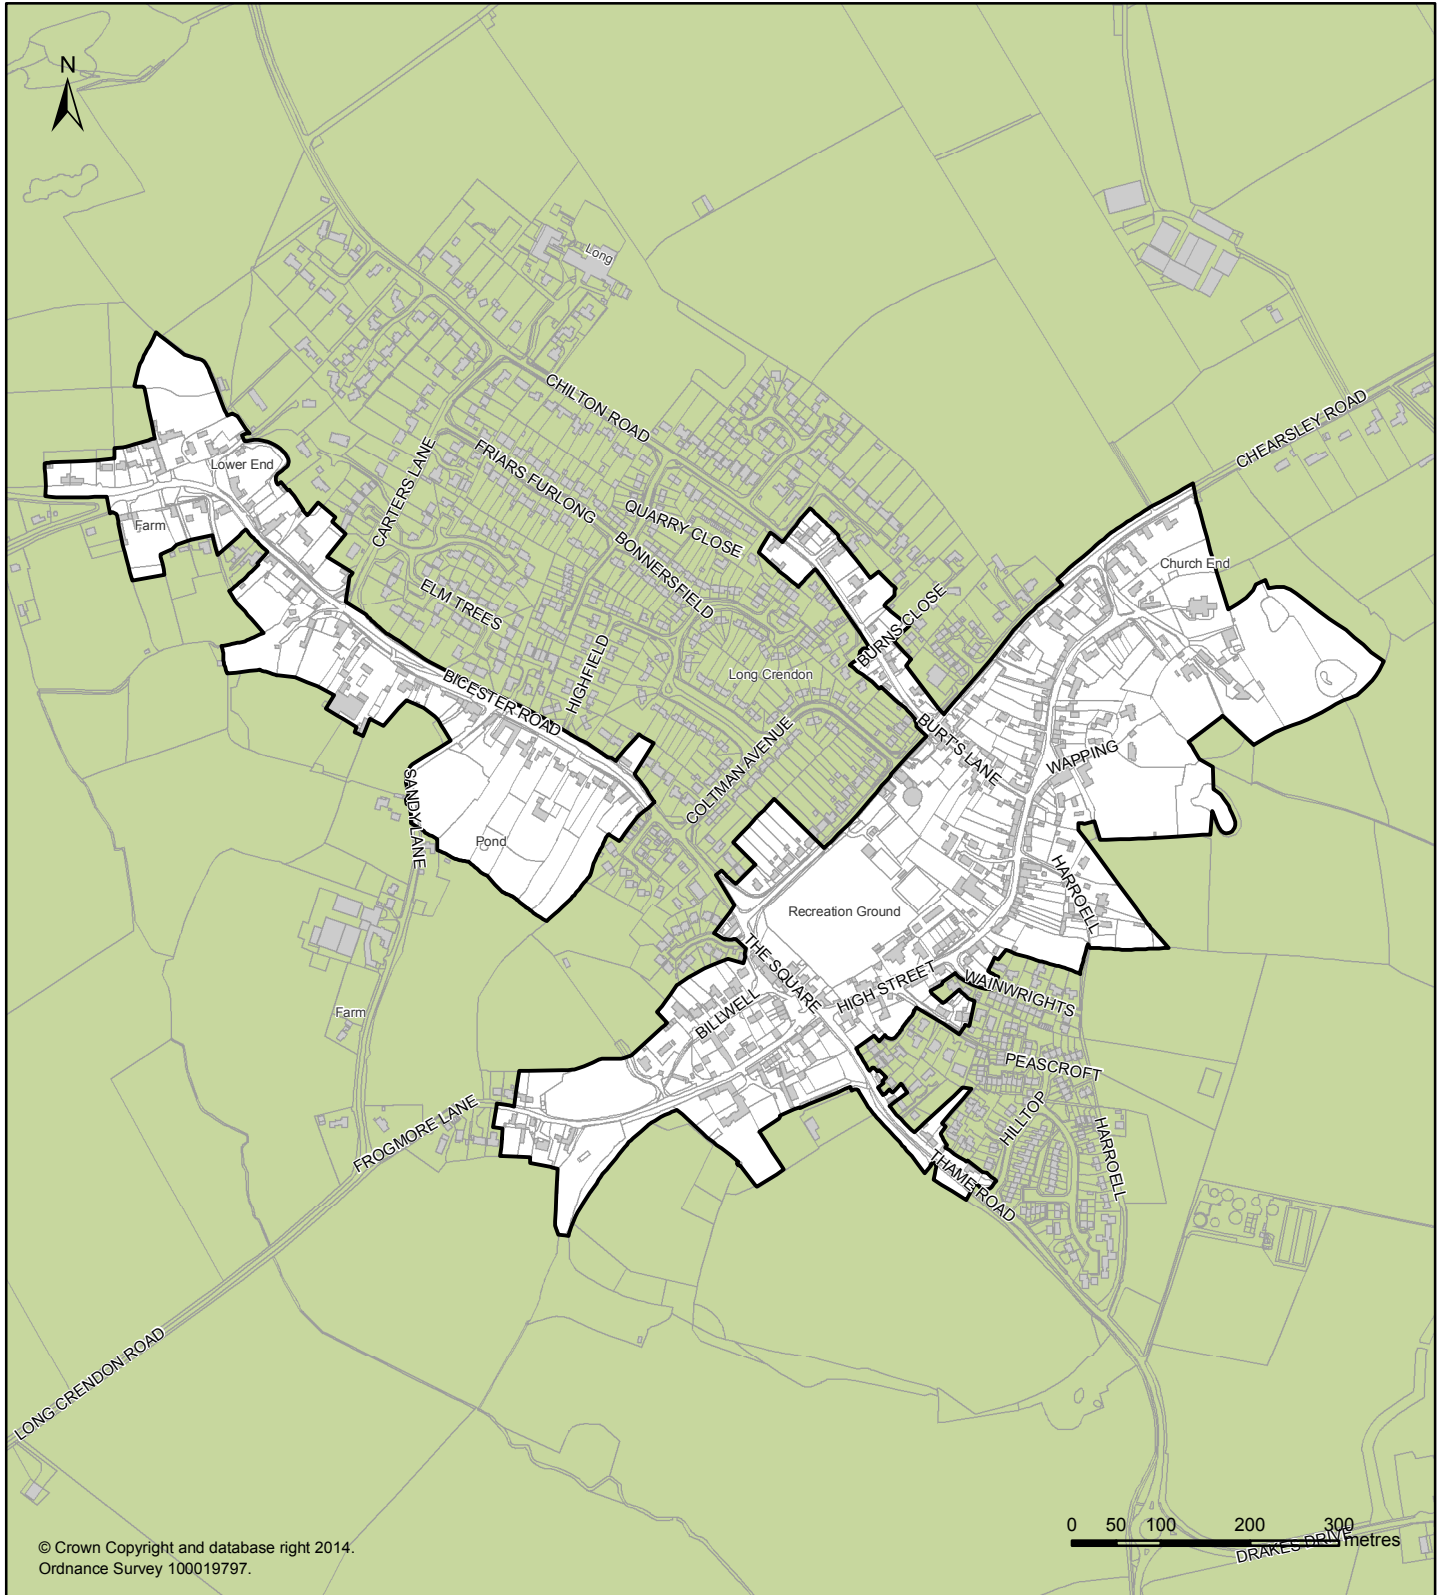 N
Long
CHILTON ROAD
CHEARSLEY ROAD
FRIARS FURLONG
CARTERS LANE
Lower End
QUARRY CLOSE
Farm
BONNERSFIELD
Church End
ELM TREES
BURNS CLOSE
HIGHFIELD
Long Crendon
BICESTER ROAD
BURT'S LANE
COLTMAN AVENUE
WAPPING
SANDY LANE
Pond
HARROELL
Recreation Ground
THE SQUARE
HIGH STREET
WAINWRIGHTS
BILLWELL
Farm
PEASCROFT
HILLTOP
FROGMORE LANE
HARROELL
THAME ROAD
LONG CRENDON ROAD
0 50 100 200 300
metres
DRAKES DRIVE
© Crown Copyright and database right 2014.
Ordnance Survey 100019797.